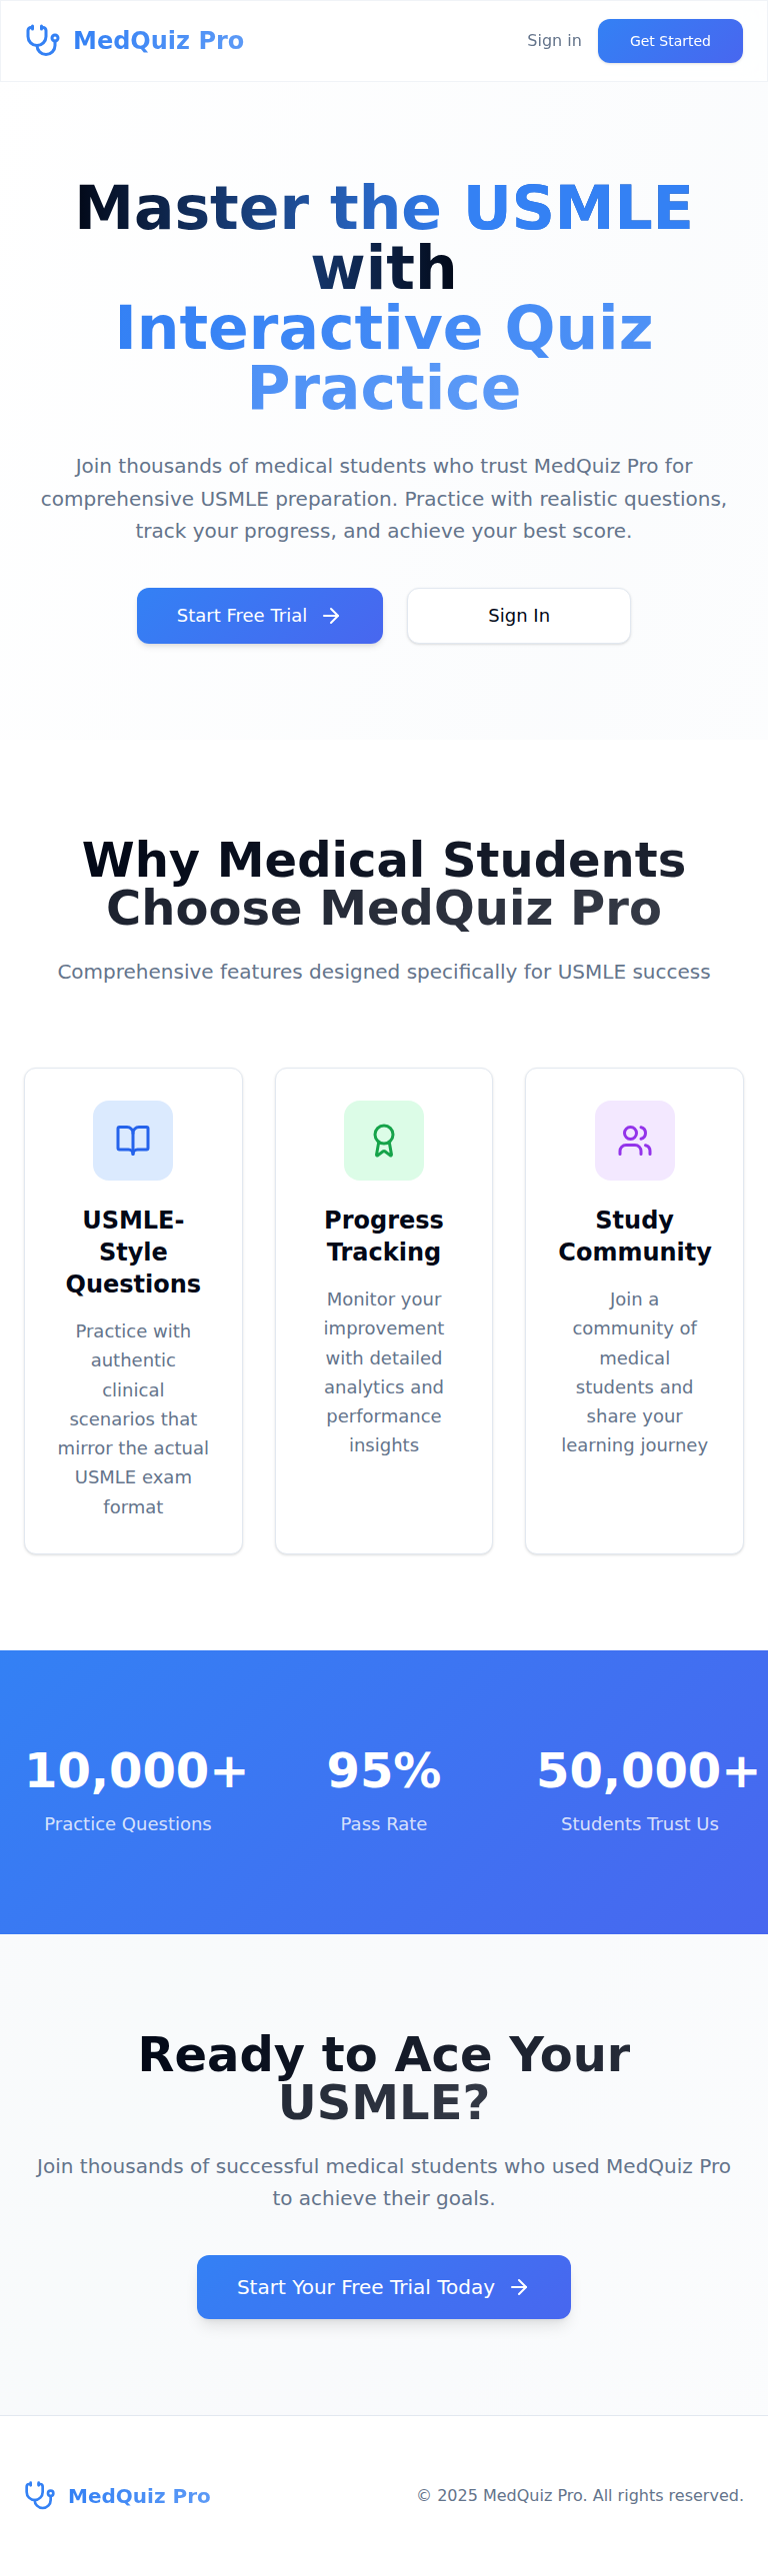 MedQuiz Pro
Sign in
Get Started
Master the USMLE
with
Interactive Quiz
Practice
Join thousands of medical students who trust MedQuiz Pro for
comprehensive USMLE preparation. Practice with realistic questions,
track your progress, and achieve your best score.
Start Free Trial
Sign In
Why Medical Students
Choose MedQuiz Pro
Comprehensive features designed specifically for USMLE success
USMLE-
Style
Questions
Practice with
authentic
clinical
scenarios that
mirror the actual
USMLE exam
format
Progress
Tracking
Monitor your
improvement
with detailed
analytics and
performance
insights
Study
Community
Join a
community of
medical
students and
share your
learning journey
10,000+
Practice Questions
95%
Pass Rate
50,000+
Students Trust Us
Ready to Ace Your
USMLE?
Join thousands of successful medical students who used MedQuiz Pro
to achieve their goals.
Start Your Free Trial Today
MedQuiz Pro
© 2025 MedQuiz Pro. All rights reserved.